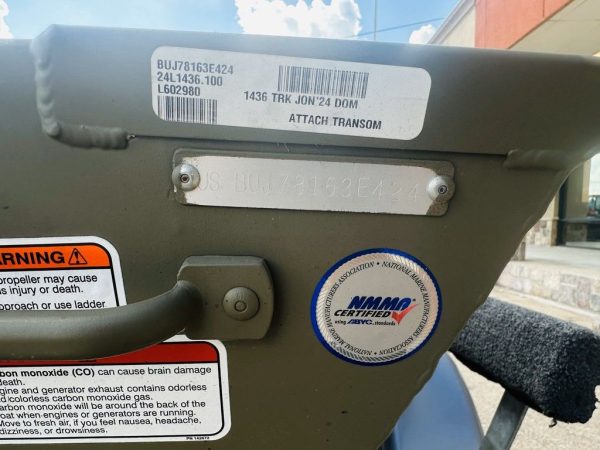 BUJ78163E424
24L1436.100
L602980
1436 TRK JON'24 DOM
ATTACH TRANSOM
US-BUJ78163E424
WARNING
propeller may cause
is injury or death.
pproach or use ladder
NATIONAL MARINE MANUFACTURERS ASSOCIATION
NMMA
CERTIFIED
using ABYC standards
arbon monoxide (CO) can cause brain damage
death.
gine and generator exhaust contains odorless
d/colorless carbon monoxide gas.
arbon monoxide will be around the back of the
oat when engines or generators are running.
Move to fresh air, if you feel nausea, headache,
dizziness, or drowsiness.